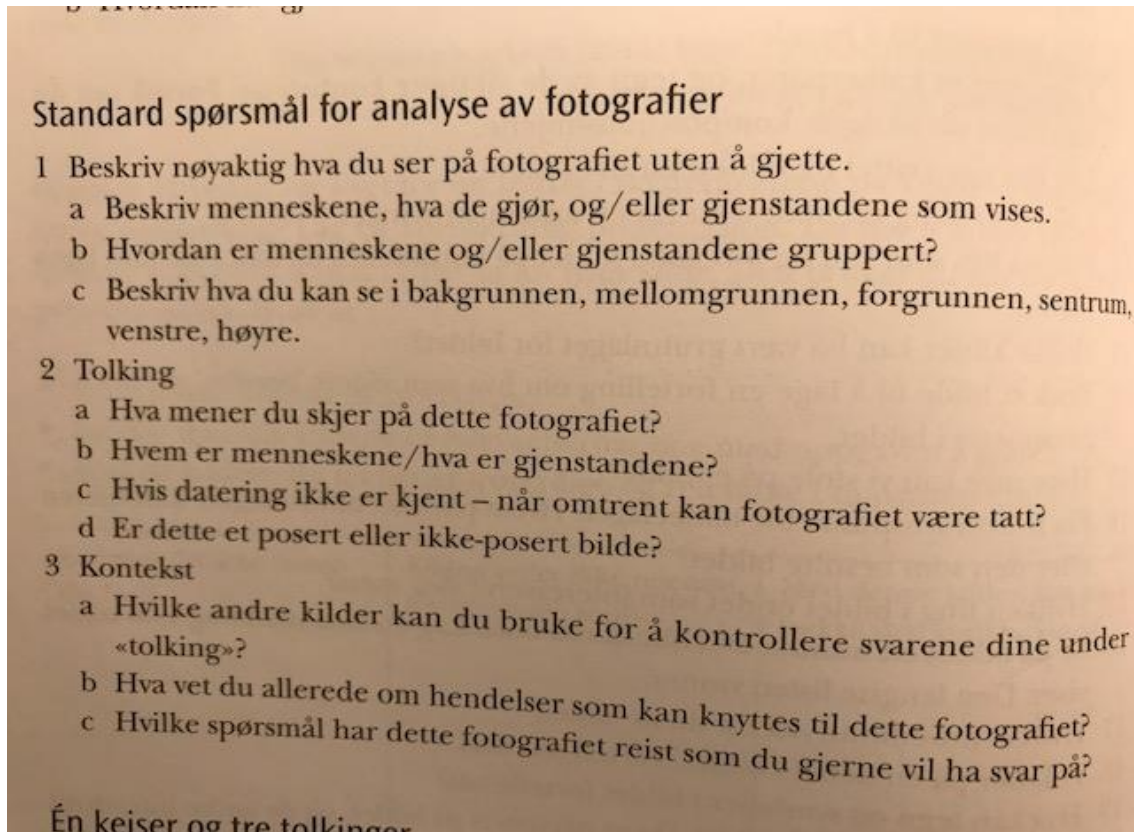 Standard spørsmål for analyse av fotografier
1 Beskriv nøyaktig hva du ser på fotografiet uten å gjette.
a Beskriv menneskene, hva de gjør, og/eller gjenstandene som vises.
b Hvordan er menneskene og/eller gjenstandene gruppert?
c Beskriv hva du kan se i bakgrunnen, mellomgrunnen, forgrunnen, sentrum,
venstre, høyre.
2 Tolking
a Hva mener du skjer på dette fotografiet?
b Hvem er menneskene/hva er gjenstandene?
c Hvis datering ikke er kjent – når omtrent kan fotografiet være tatt?
d Er dette et posert eller ikke-posert bilde?
3 Kontekst
a Hvilke andre kilder kan du bruke for å kontrollere svarene dine under
«tolking»?
b Hva vet du allerede om hendelser som kan knyttes til dette fotografiet?
c Hvilke spørsmål har dette fotografiet reist som du gjerne vil ha svar på?
Én keiser og tre tolkinger